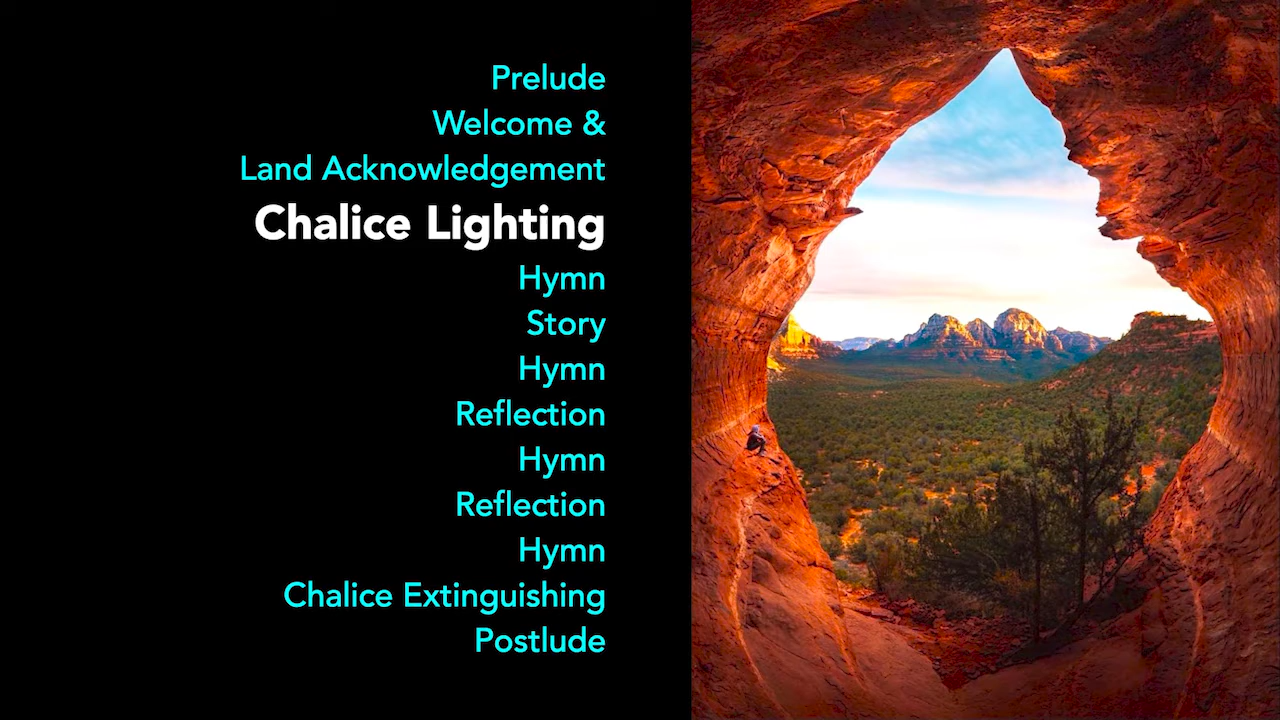 Prelude
Welcome &
Land Acknowledgement
Chalice Lighting
Hymn
Story
Hymn
Reflection
Hymn
Reflection
Hymn
Chalice Extinguishing
Postlude